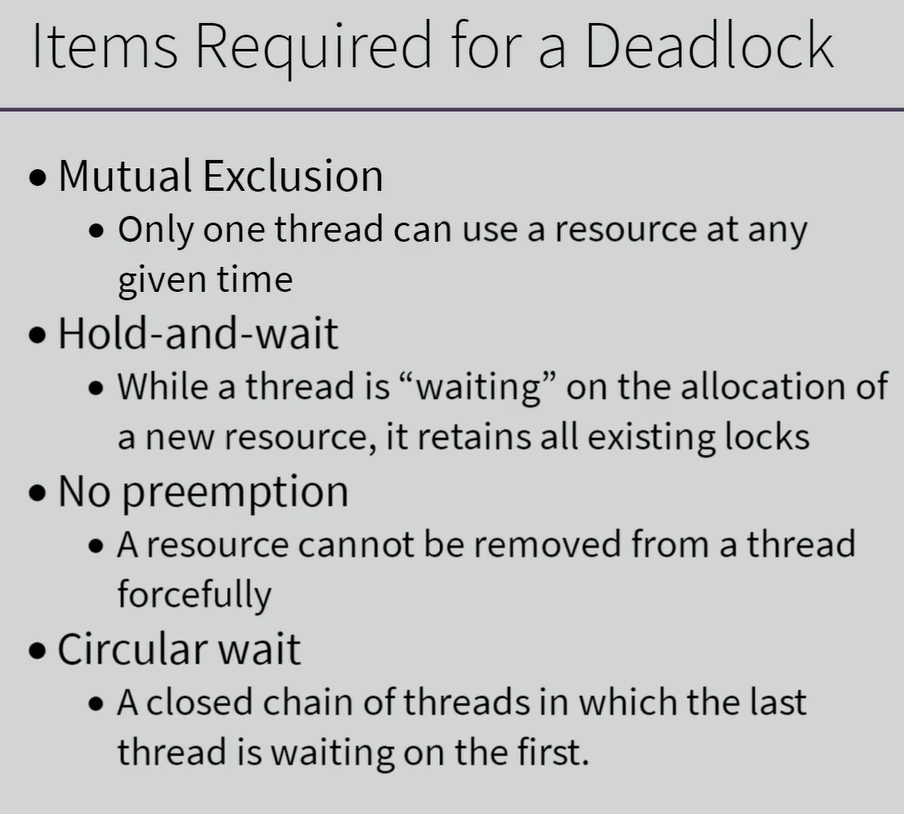 Items Required for a Deadlock
• Mutual Exclusion
• Only one thread can use a resource at any
given time
• Hold-and-wait
• While a thread is “waiting” on the allocation of
a new resource, it retains all existing locks
• No preemption
• A resource cannot be removed from a thread
forcefully
• Circular wait
• A closed chain of threads in which the last
thread is waiting on the first.